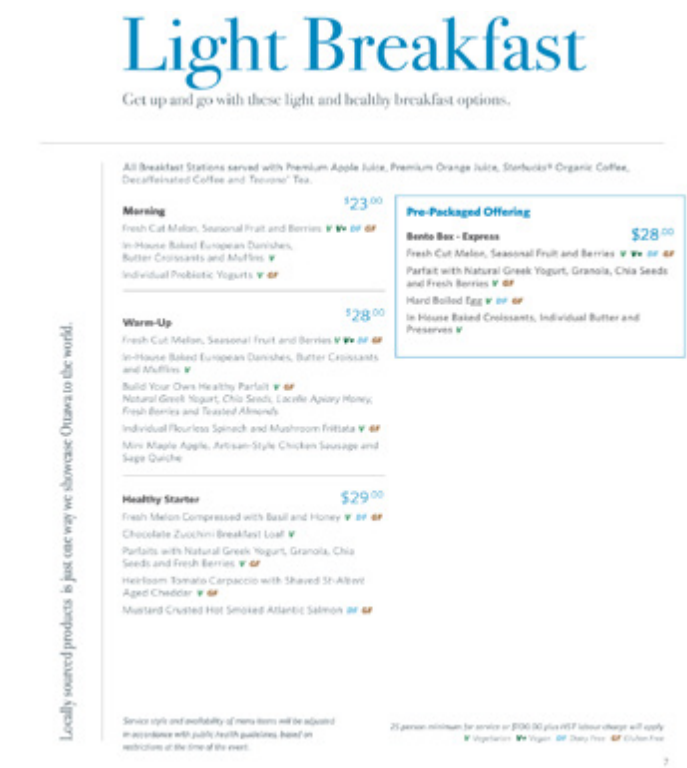 Light Breakfast
Get up and go with these light and healthy breakfast options.
All Breakfast Stations served with Premium Apple Juice, Premium Orange Juice, Starbucks® Organic Coffee,
Decaffeinated Coffee and Teavana™ Tea.
Morning $23.00
Fresh Cut Melon, Seasonal Fruit and Berries V V+ DF GF
In-House Baked European Danishes,
Butter Croissants and Muffins V
Individual Probiotic Yogurts V GF
Warm-Up $28.00
Fresh Cut Melon, Seasonal Fruit and Berries V V+ DF GF
In-House Baked European Danishes, Butter Croissants
and Muffins V
Build Your Own Healthy Parfait V GF
Natural Greek Yogurt, Chia Seeds, Lacelle Apiary Honey,
Fresh Berries and Toasted Almonds
Individual Flourless Spinach and Mushroom Frittata V GF
Mini Maple Apple, Artisan-Style Chicken Sausage and
Sage Quiche
Healthy Starter $29.00
Fresh Melon Compressed with Basil and Honey V DF GF
Chocolate Zucchini Breakfast Loaf V
Parfaits with Natural Greek Yogurt, Granola, Chia
Seeds and Fresh Berries V GF
Heirloom Tomato Carpaccio with Shaved St-Albert
Aged Cheddar V GF
Mustard Crusted Hot Smoked Atlantic Salmon DF GF
Pre-Packaged Offering
Bento Box - Express $28.00
Fresh Cut Melon, Seasonal Fruit and Berries V V+ DF GF
Parfait with Natural Greek Yogurt, Granola, Chia Seeds
and Fresh Berries V GF
Hard Boiled Egg V DF GF
In House Baked Croissants, Individual Butter and
Preserves V
Locally sourced products is just one way we showcase Ottawa to the world.
Service style and availability of menu items will be adjusted
in accordance with public health guidelines, based on
restrictions at the time of the event.
25 person minimum for service or $100.00 plus HST labour charge will apply
V Vegetarian V+ Vegan DF Dairy Free GF Gluten Free
7